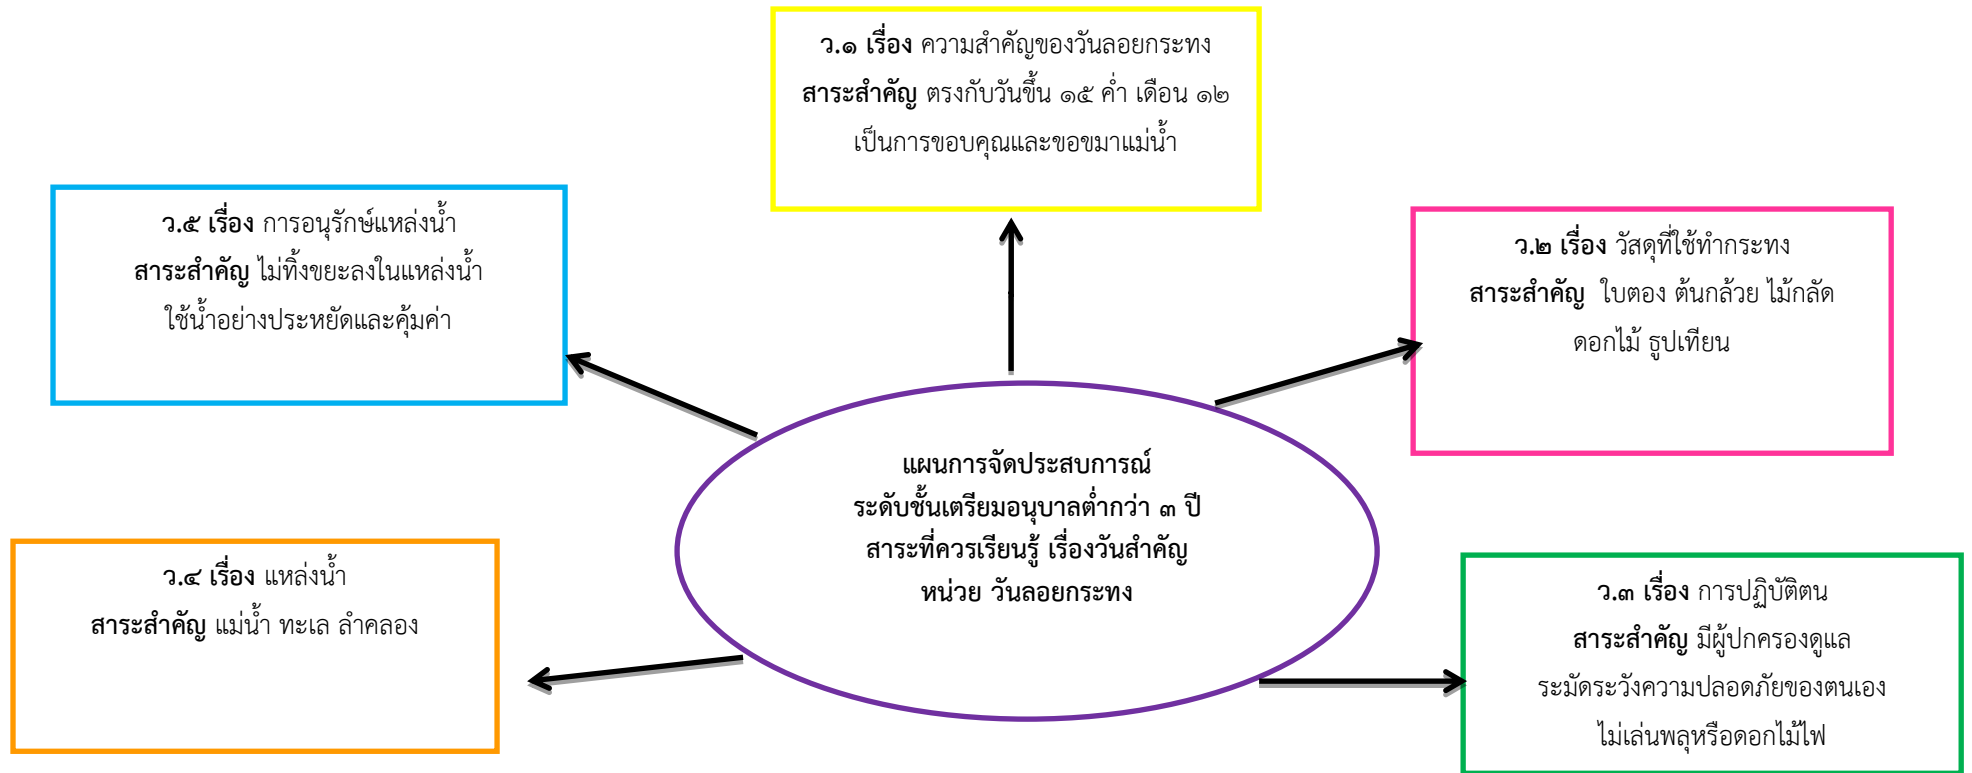 ว.๑ เรื่อง ความสำคัญของวันลอยกระทง
สาระสำคัญ ตรงกับวันขึ้น ๑๕ ค่ำ เดือน ๑๒
เป็นการขอบคุณและขอขมาแม่น้ำ
ว.๕ เรื่อง การอนุรักษ์แหล่งน้ำ
สาระสำคัญ ไม่ทิ้งขยะลงในแหล่งน้ำ
ใช้น้ำอย่างประหยัดและคุ้มค่า
ว.๒ เรื่อง วัสดุที่ใช้ทำกระทง
สาระสำคัญ ใบตอง ต้นกล้วย ไม้กลัด
ดอกไม้ ธูปเทียน
แผนการจัดประสบการณ์
ระดับชั้นเตรียมอนุบาลต่ำกว่า ๓ ปี
สาระที่ควรเรียนรู้ เรื่องวันสำคัญ
หน่วย วันลอยกระทง
ว.๔ เรื่อง แหล่งน้ำ
สาระสำคัญ แม่น้ำ ทะเล ลำคลอง
ว.๓ เรื่อง การปฏิบัติตน
สาระสำคัญ มีผู้ปกครองดูแล
ระมัดระวังความปลอดภัยของตนเอง
ไม่เล่นพลุหรือดอกไม้ไฟ